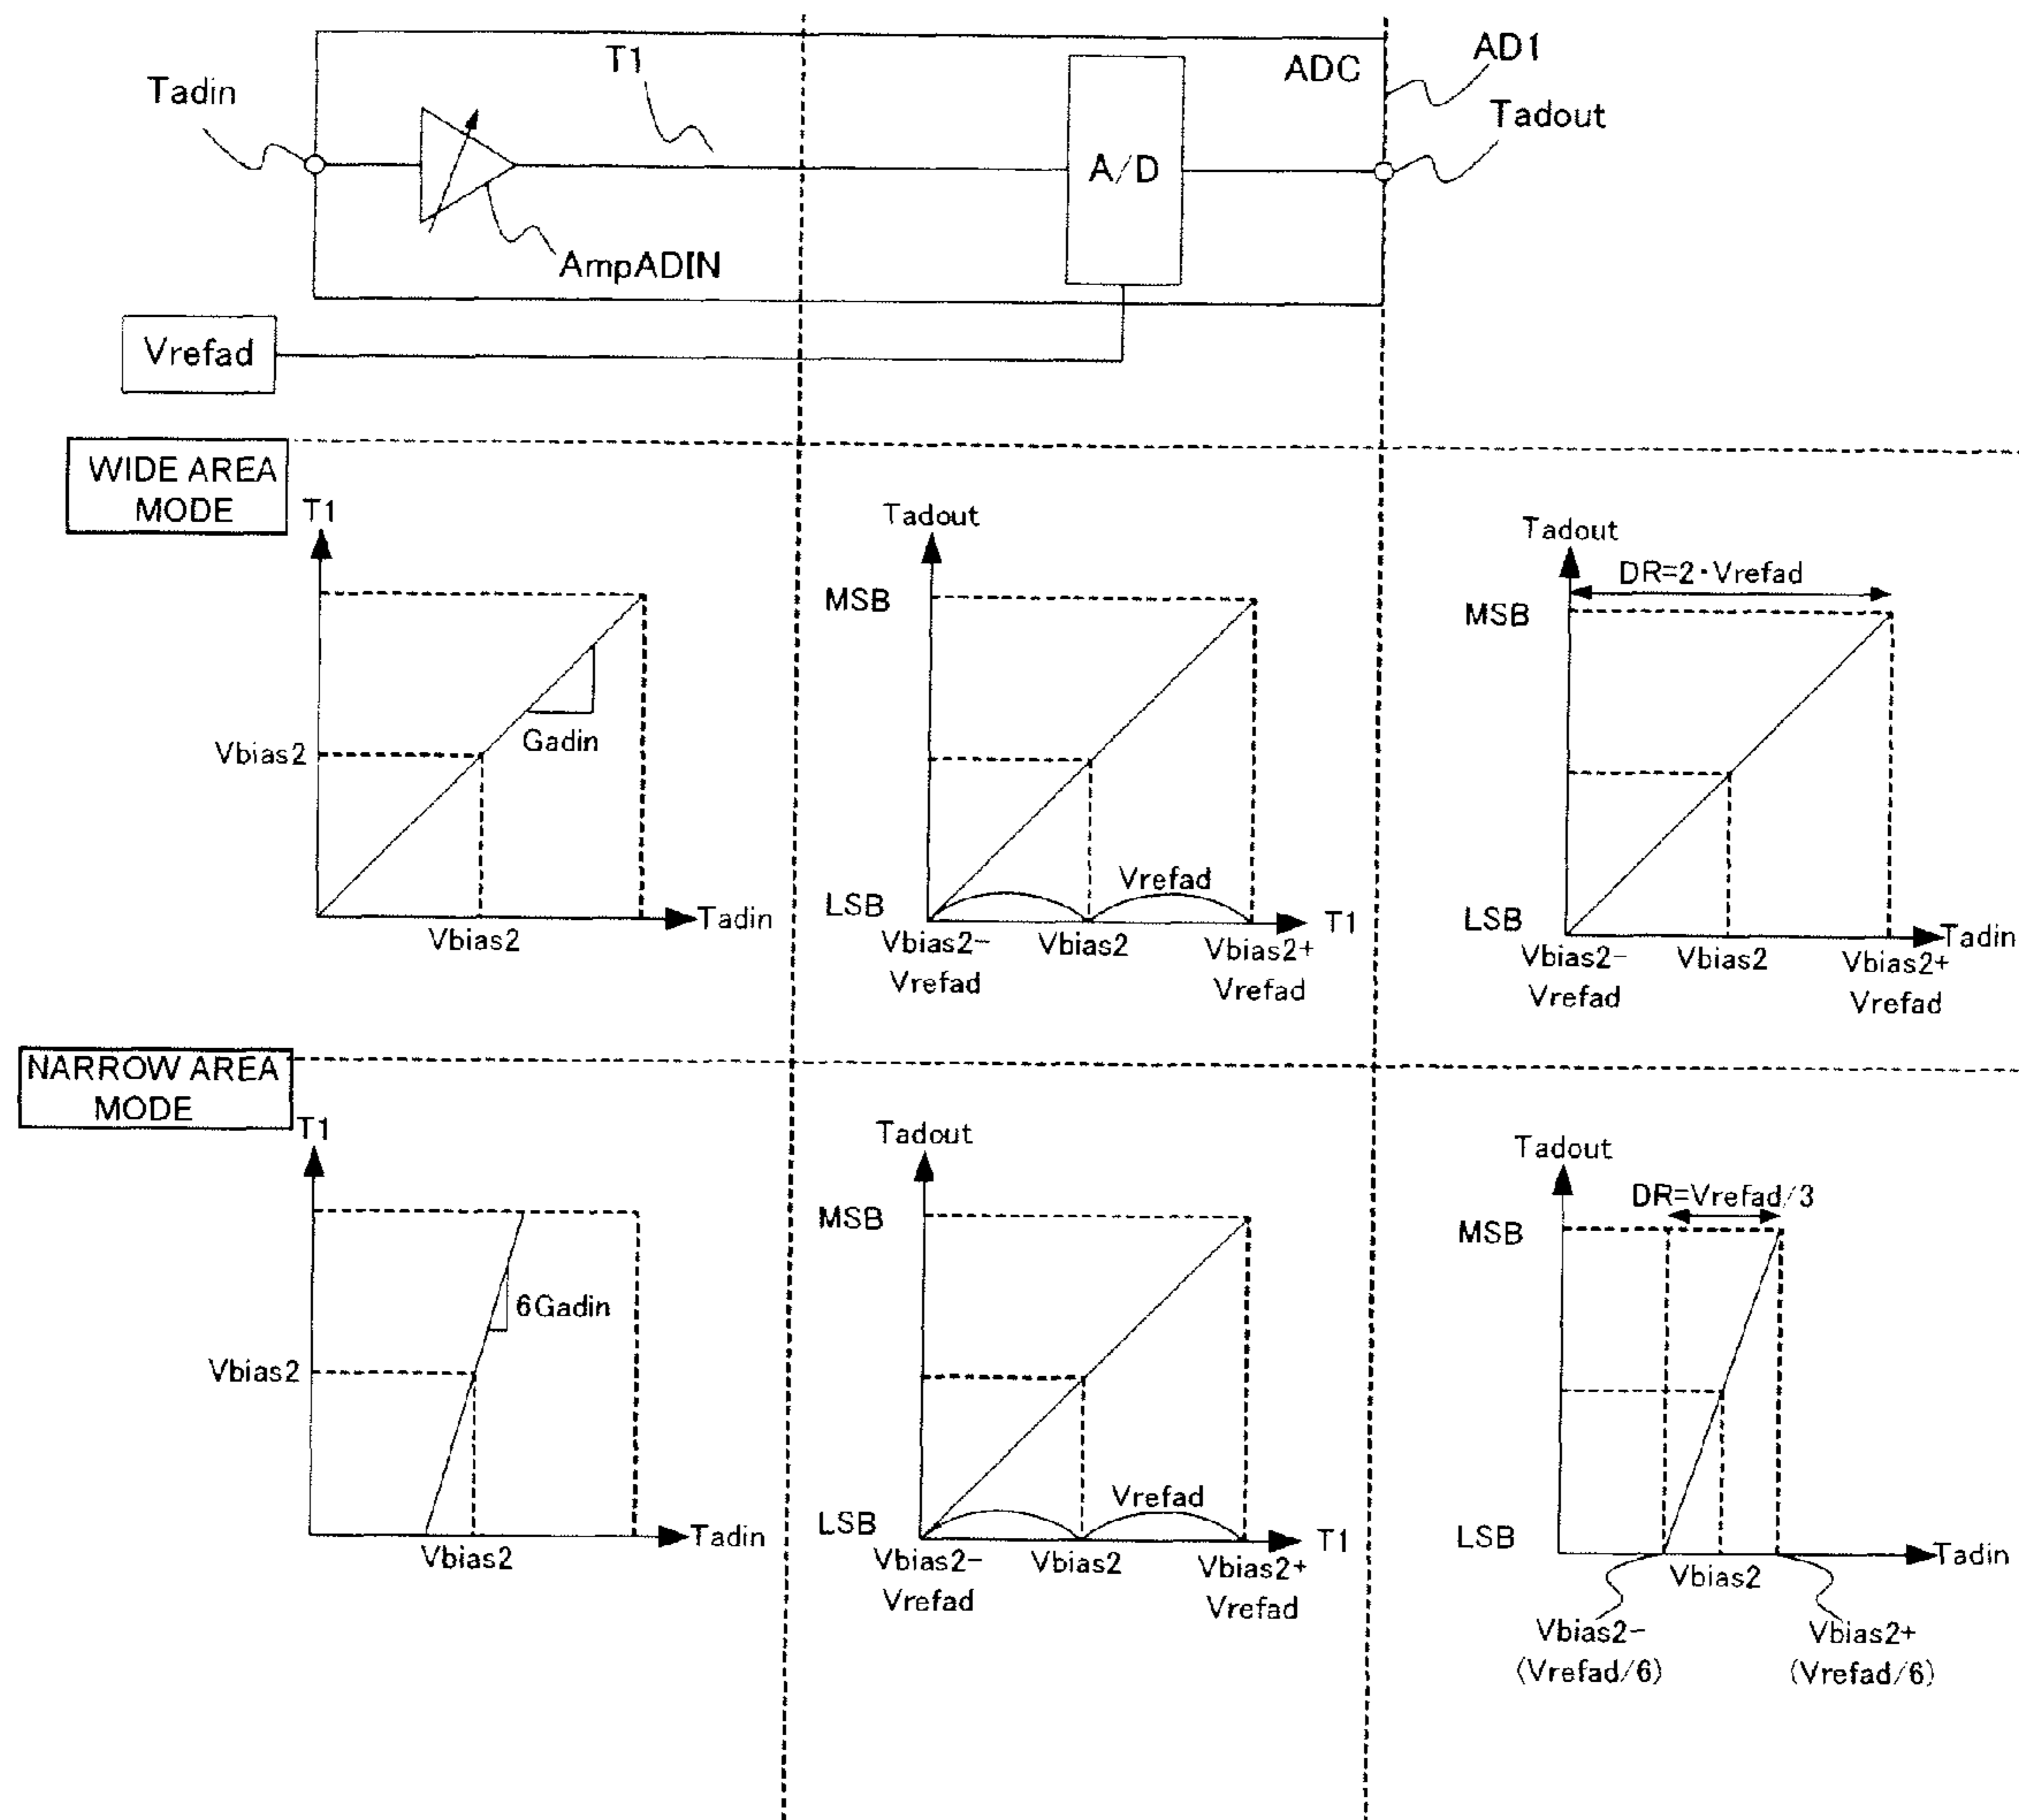 T1
ADC
AD1
Tadin
Tadout
A/D
AmpADIN
Vrefad
WIDE AREA
MODE
T1
Vbias2
Gadin
Vbias2
Tadin
Tadout
MSB
LSB
Vrefad
T1
Vbias2-
Vrefad
Vbias2
Vbias2+
Vrefad
Tadout
DR=2・Vrefad
MSB
LSB
Tadin
Vbias2-
Vrefad
Vbias2
Vbias2+
Vrefad
NARROW AREA
MODE
T1
6Gadin
Vbias2
Vbias2
Tadin
Tadout
MSB
LSB
Vrefad
T1
Vbias2-
Vrefad
Vbias2
Vbias2+
Vrefad
Tadout
DR=Vrefad/3
MSB
LSB
Tadin
Vbias2
Vbias2-
(Vrefad/6)
Vbias2+
(Vrefad/6)